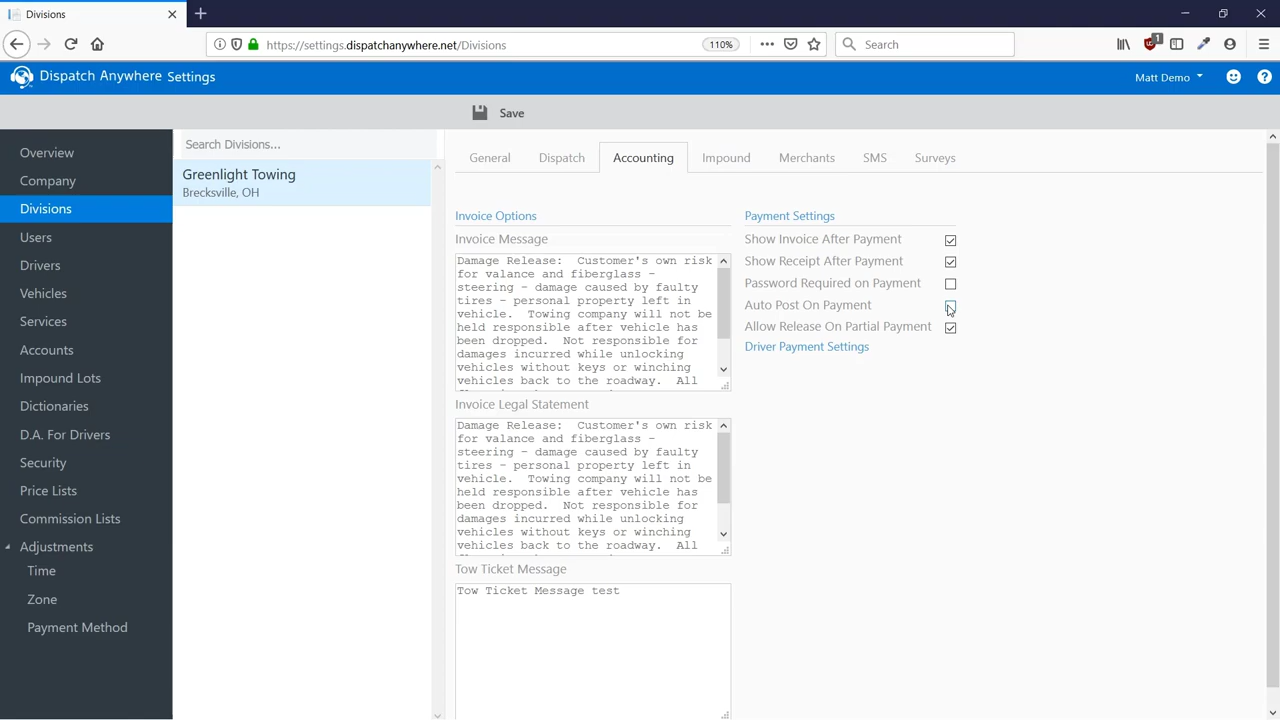 Divisions
https://settings.dispatchanywhere.net/Divisions
110%
Search
1
Dispatch Anywhere Settings
Matt Demo
Save
Overview
Company
Divisions
Users
Drivers
Vehicles
Services
Accounts
Impound Lots
Dictionaries
D.A. For Drivers
Security
Price Lists
Commission Lists
Adjustments
Time
Zone
Payment Method
Search Divisions...
Greenlight Towing
Brecksville, OH
General
Dispatch
Accounting
Impound
Merchants
SMS
Surveys
Invoice Options
Invoice Message
Damage Release: Customer's own risk
for valance and fiberglass -
steering - damage caused by faulty
tires - personal property left in
vehicle. Towing company will not be
held responsible after vehicle has
been dropped. Not responsible for
damages incurred while unlocking
vehicles without keys or winching
vehicles back to the roadway. All
Invoice Legal Statement
Damage Release: Customer's own risk
for valance and fiberglass -
steering - damage caused by faulty
tires - personal property left in
vehicle. Towing company will not be
held responsible after vehicle has
been dropped. Not responsible for
damages incurred while unlocking
vehicles without keys or winching
vehicles back to the roadway. All
Tow Ticket Message
Tow Ticket Message test
Payment Settings
Show Invoice After Payment
Show Receipt After Payment
Password Required on Payment
Auto Post On Payment
Allow Release On Partial Payment
Driver Payment Settings